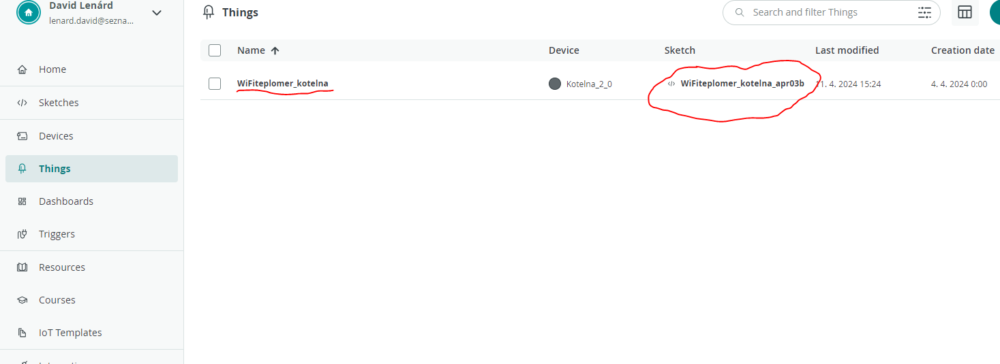 David Lenárd
lenard.david@sezna...
Home
Sketches
Devices
Things
Dashboards
Triggers
Resources
Courses
IoT Templates
Things
Search and filter Things
Name Device Sketch Last modified Creation date
WiFiteplomer_kotelna Kotelna_2_0 WiFiteplomer_kotelna_apr03b 11. 4. 2024 15:24 4. 4. 2024 0:00